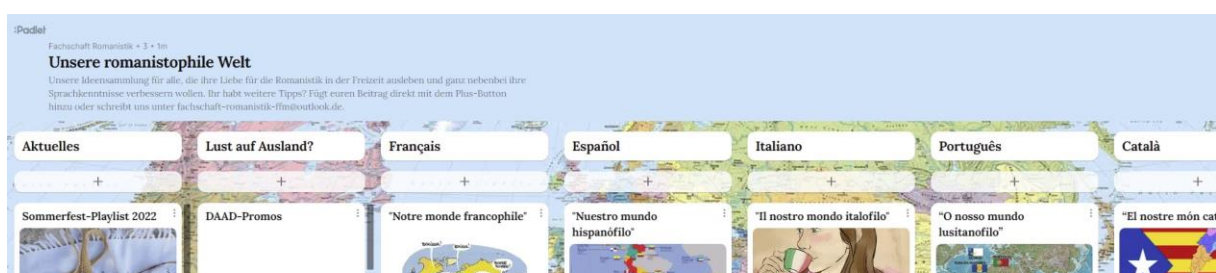 :Padlet
Fachschaft Romanistik • 3 • 1m
Unsere romanistophile Welt
Unsere Ideensammlung für alle, die ihre Liebe für die Romanistik in der Freizeit ausleben und ganz nebenbei ihre
Sprachkenntnisse verbessern wollen. Ihr habt weitere Tipps? Fügt euren Beitrag direkt mit dem Plus-Button
hinzu oder schreibt uns unter fachschaft-romanistik-ffm@outlook.de.
Aktuelles
Lust auf Ausland?
Français
Español
Italiano
Português
Català
Sommerfest-Playlist 2022
DAAD-Promos
"Notre monde francophile"
"Nuestro mundo
hispanófilo"
"Il nostro mondo italofilo"
“O nosso mundo
lusitanofilo”
“El nostre món cat